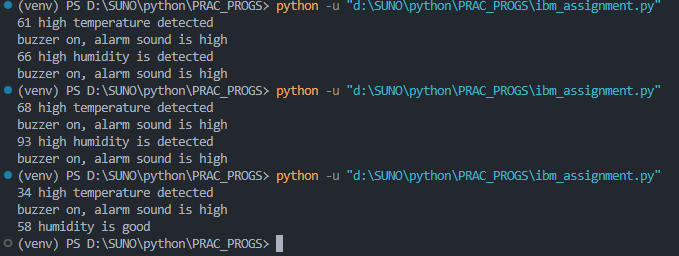 (venv) PS D:\SUNO\python\PRAC_PROGS> python -u "d:\SUNO\python\PRAC_PROGS\ibm_assignment.py"
61 high temperature detected
buzzer on, alarm sound is high
66 high humidity is detected
buzzer on, alarm sound is high
(venv) PS D:\SUNO\python\PRAC_PROGS> python -u "d:\SUNO\python\PRAC_PROGS\ibm_assignment.py"
68 high temperature detected
buzzer on, alarm sound is high
93 high humidity is detected
buzzer on, alarm sound is high
(venv) PS D:\SUNO\python\PRAC_PROGS> python -u "d:\SUNO\python\PRAC_PROGS\ibm_assignment.py"
34 high temperature detected
buzzer on, alarm sound is high
58 humidity is good
(venv) PS D:\SUNO\python\PRAC_PROGS>